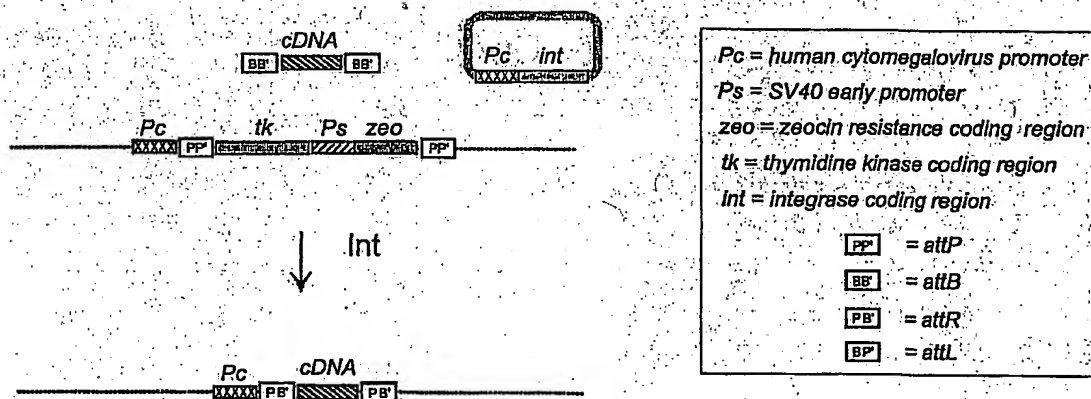 cDNA
BB' BB'
Pc int
Pc tk Ps zeo
PP' PP'
Int
Pc cDNA
PB' PB'
Pc = human cytomegalovirus promoter
Ps = SV40 early promoter
zeo = zeocin resistance coding region
tk = thymidine kinase coding region
Int = integrase coding region
PP' = attP
BB' = attB
PB' = attR
BP' = attL